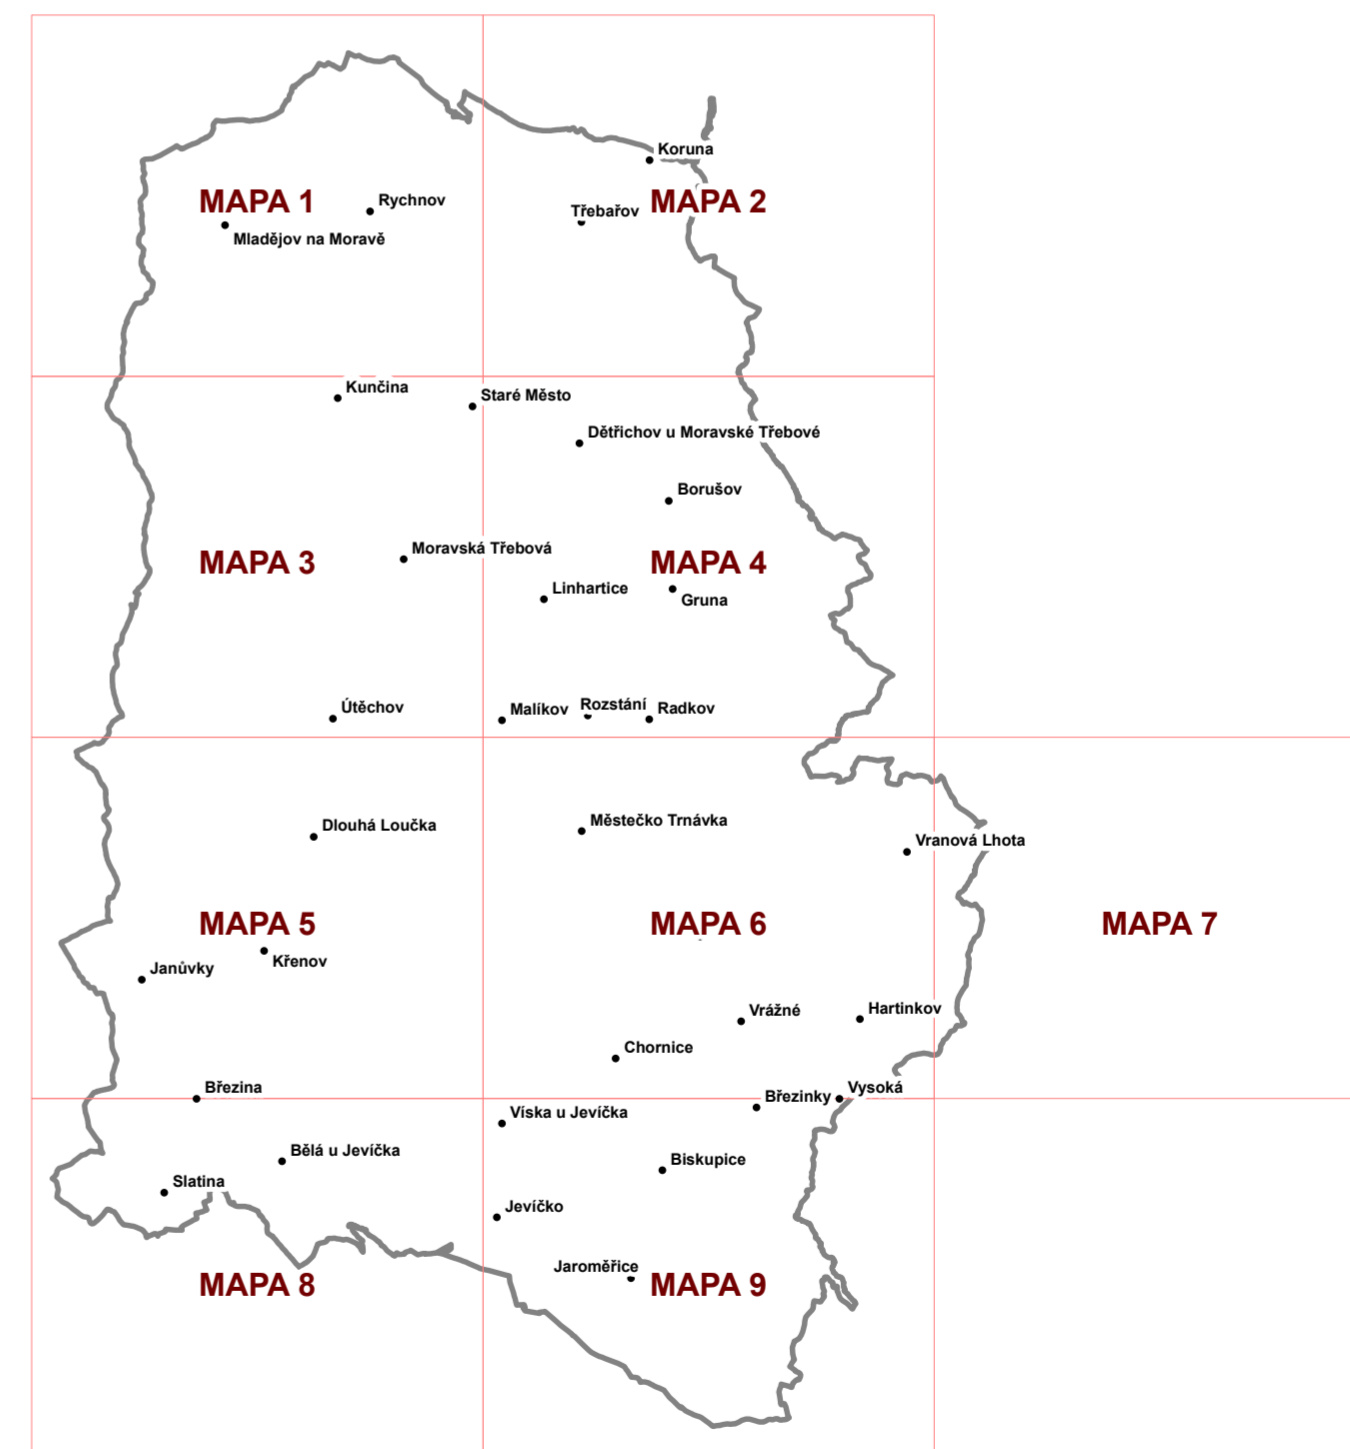 Koruna
MAPA 1
Rychnov
Třebařov
MAPA 2
Mladějov na Moravě
Kunčina
Staré Město
Dětřichov u Moravské Třebové
Borušov
Moravská Třebová
MAPA 3
MAPA 4
Linhartice
Gruna
Útěchov
Malíkov
Rozstání
Radkov
Dlouhá Loučka
Městečko Trnávka
Vranová Lhota
MAPA 5
MAPA 6
MAPA 7
Janůvky
Křenov
Vrážné
Hartinkov
Chornice
Březina
Březinky
Vysoká
Víska u Jevíčka
Bělá u Jevíčka
Biskupice
Slatina
Jevíčko
Jaroměřice
MAPA 8
MAPA 9